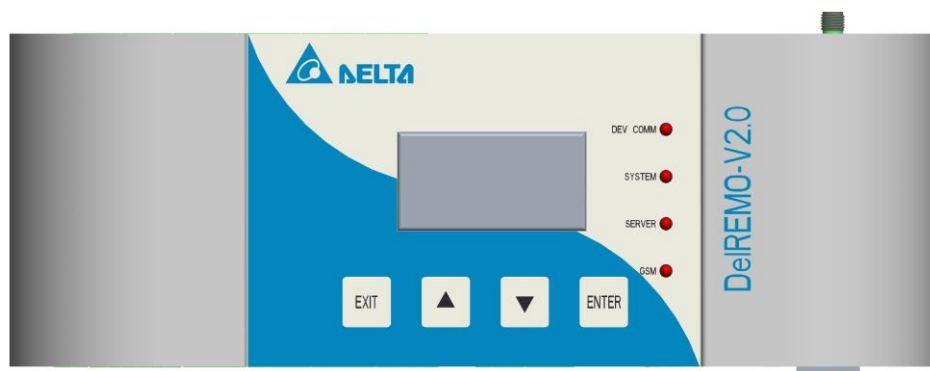 DELTA
DEV COMM
SYSTEM
SERVER
GSM
EXIT
ENTER
DelREMO-V2.0